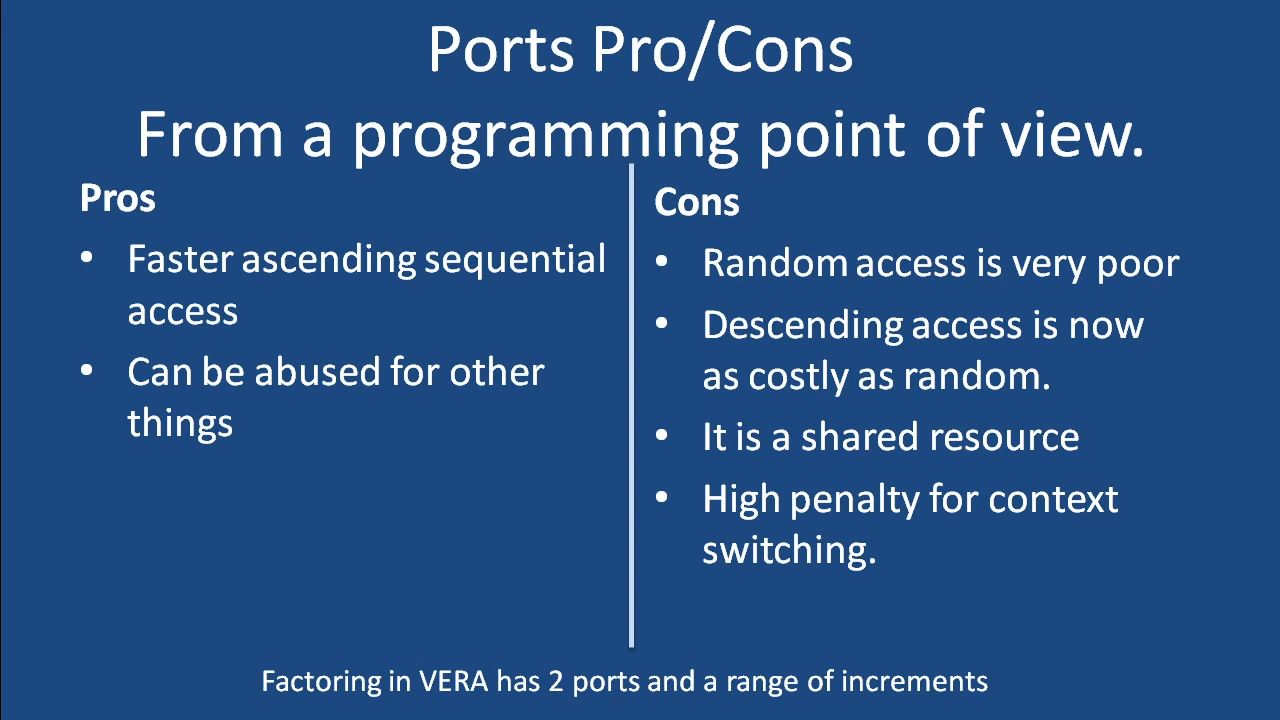 Ports Pro/Cons
From a programming point of view.
Pros
• Faster ascending sequential
access
• Can be abused for other
things
Cons
• Random access is very poor
• Descending access is now
as costly as random.
• It is a shared resource
• High penalty for context
switching.
Factoring in VERA has 2 ports and a range of increments